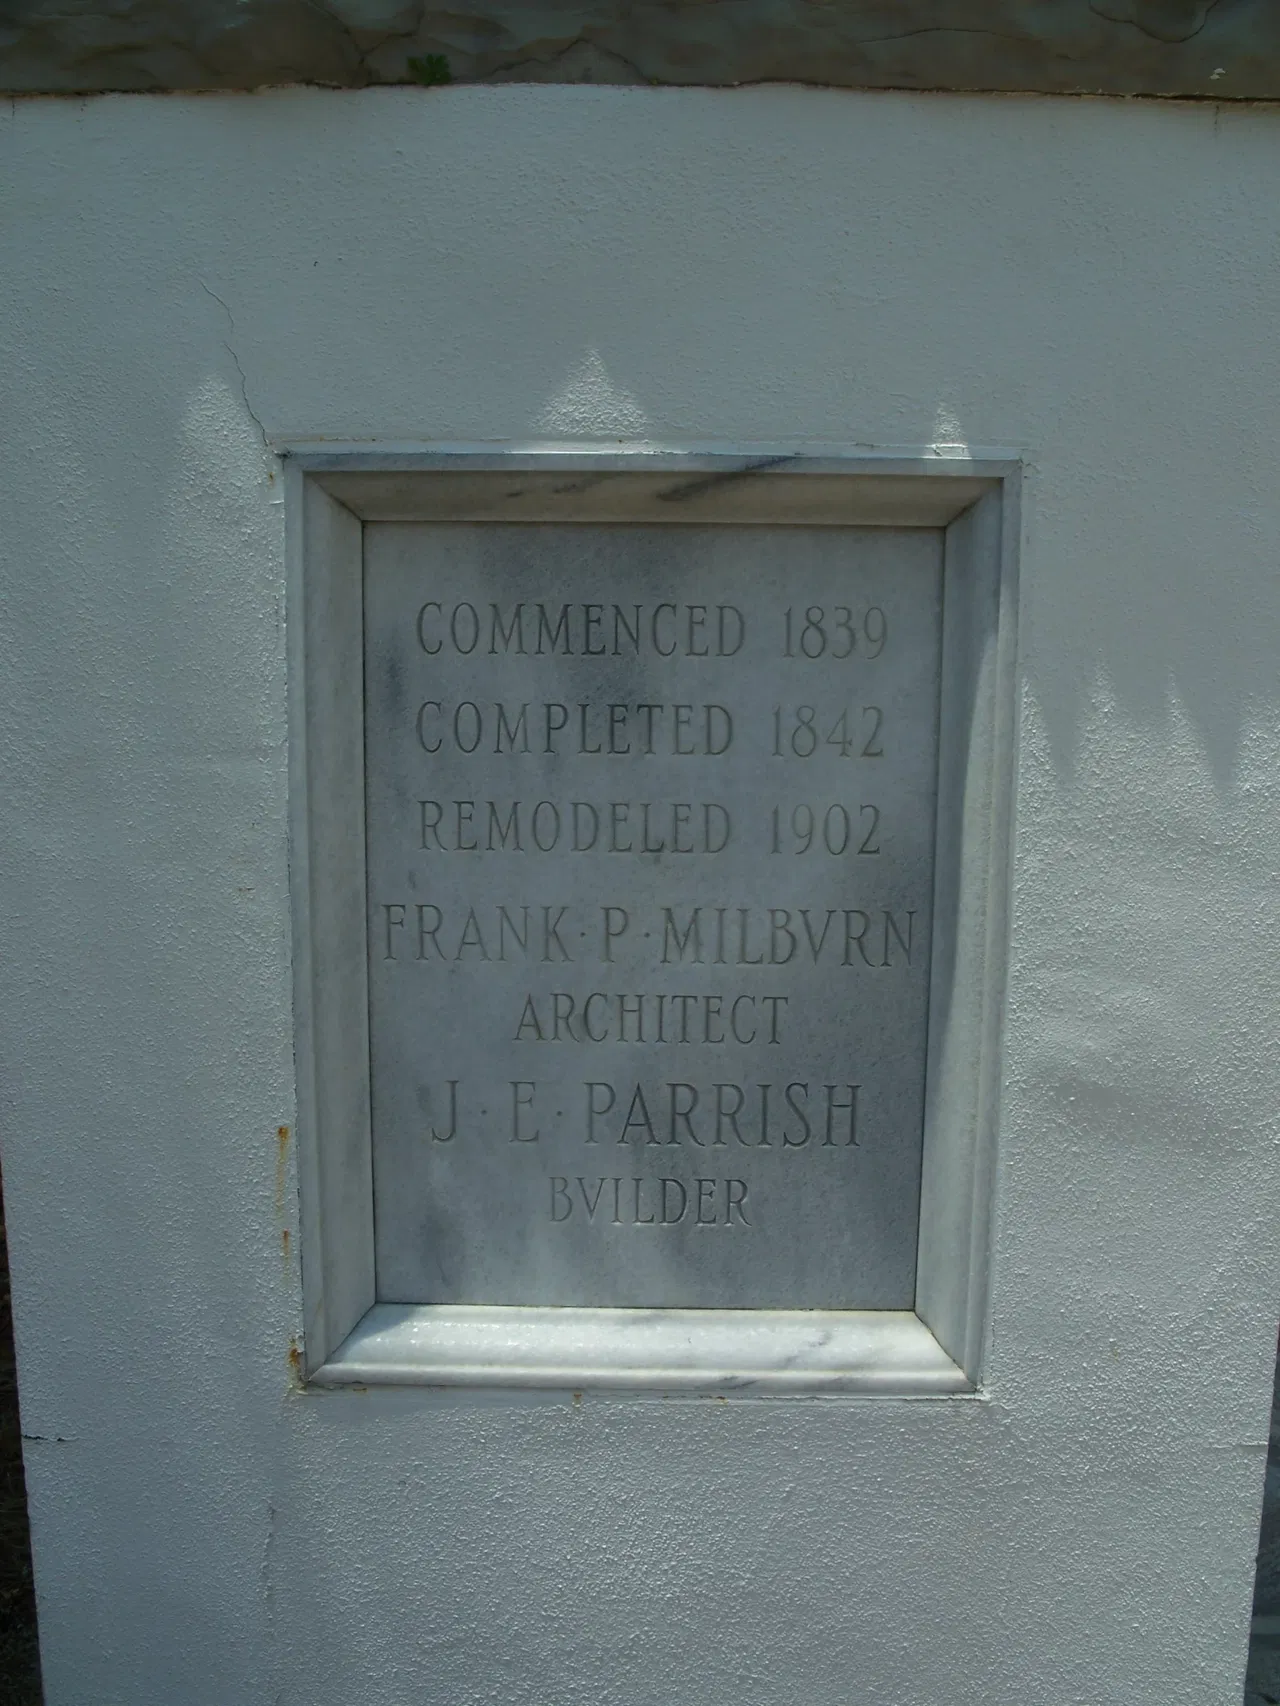 COMMENCED 1839
COMPLETED 1842
REMODELED 1902
FRANK·P·MILBVRN
ARCHITECT
J·E·PARRISH
BVILDER